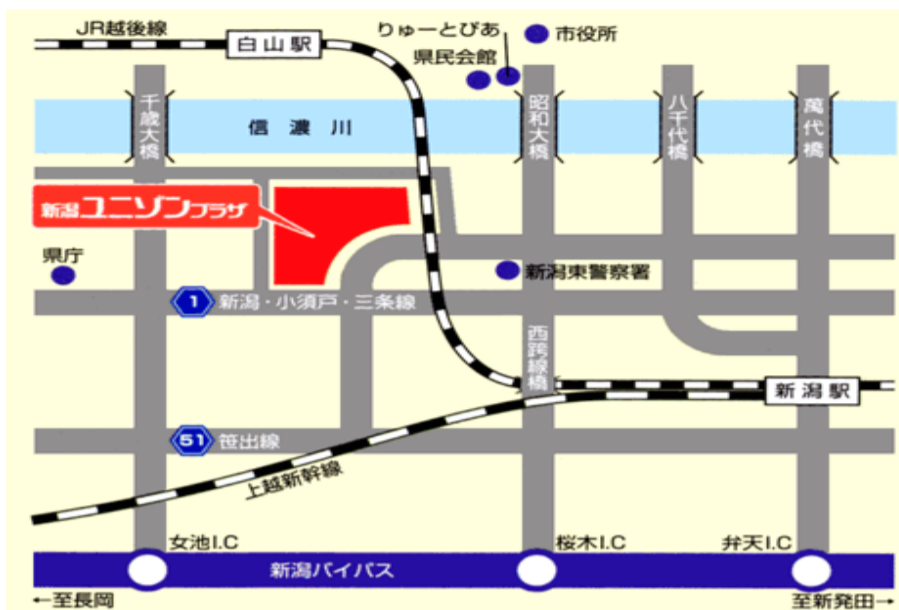 JR越後線
白山駅
りゅーとぴあ
県民会館
市役所
千歳大橋
信濃川
昭和大橋
八千代橋
萬代橋
新潟ユニゾンプラザ
県庁
新潟東警察署
1
新潟・小須戸・三条線
西跨線橋
新潟駅
51
笹出線
上越新幹線
女池I.C
桜木I.C
弁天I.C
新潟バイパス
←至長岡
至新発田→